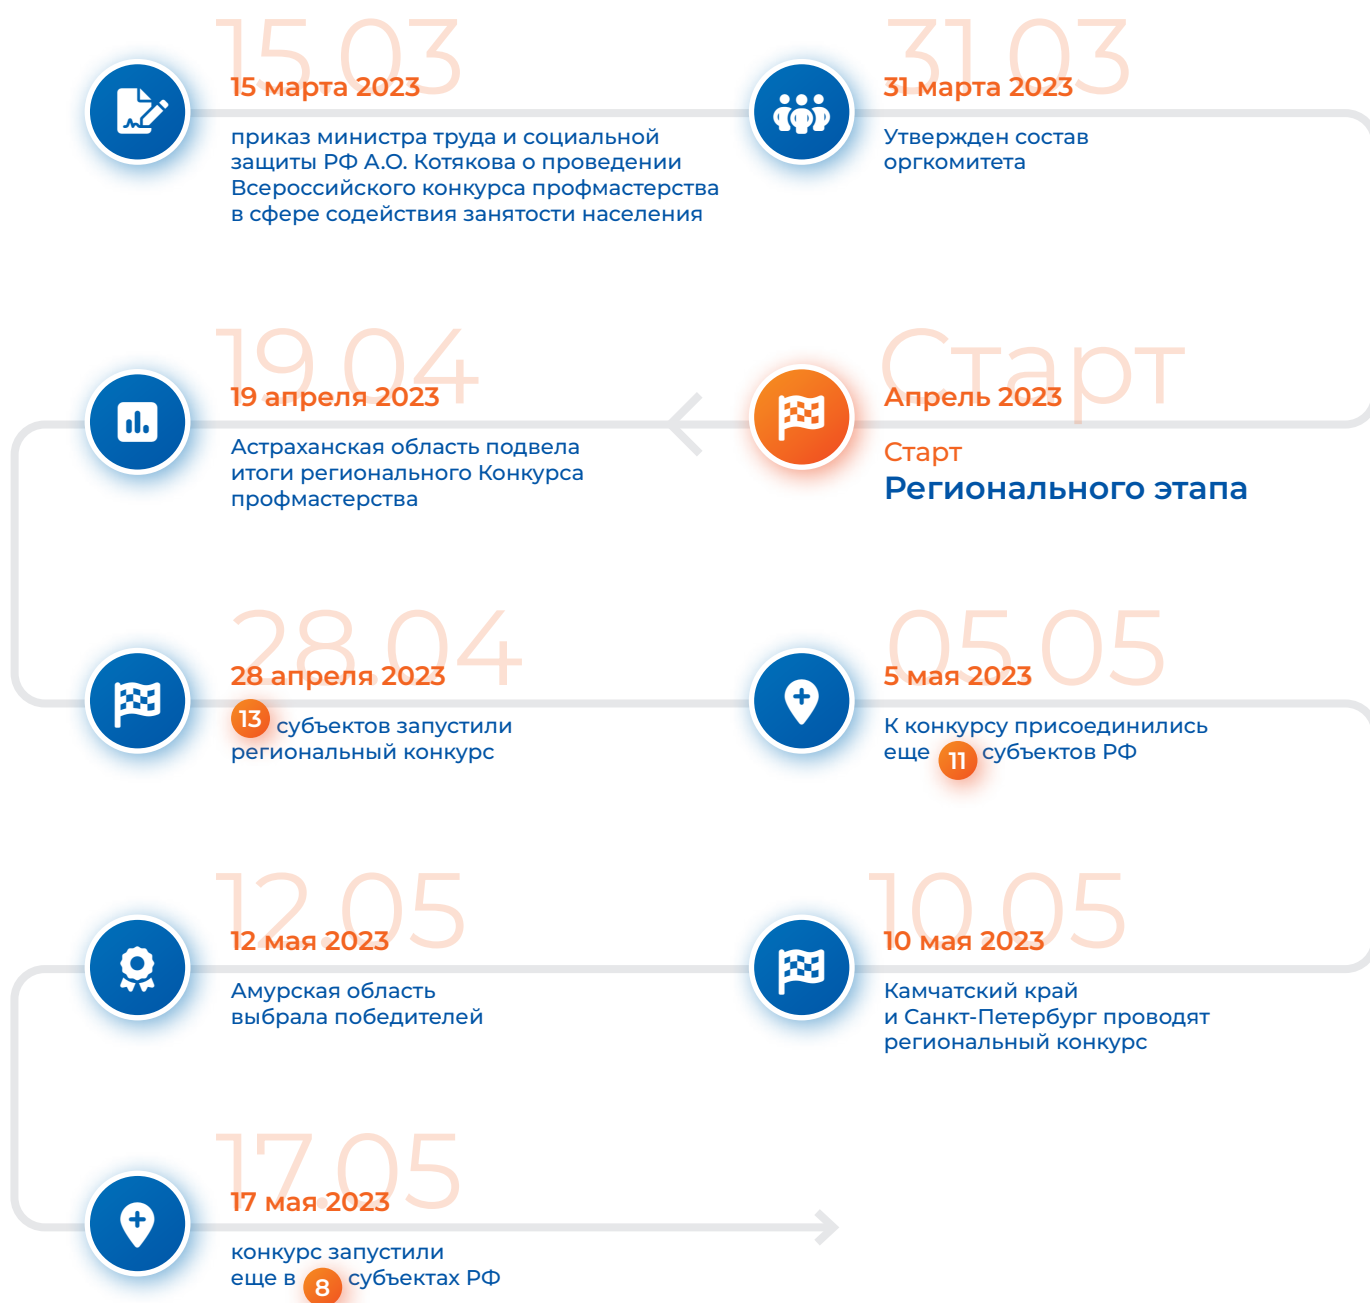 15.03
15 марта 2023
приказ министра труда и социальной
защиты РФ А.О. Котякова о проведении
Всероссийского конкурса профмастерства
в сфере содействия занятости населения
31.03
31 марта 2023
Утвержден состав
оргкомитета
Старт
Апрель 2023
Старт
Регионального этапа
19.04
19 апреля 2023
Астраханская область подвела
итоги регионального Конкурса
профмастерства
28.04
28 апреля 2023
13 субъектов запустили
региональный конкурс
05.05
5 мая 2023
К конкурсу присоединились
еще 11 субъектов РФ
10.05
10 мая 2023
Камчатский край
и Санкт-Петербург проводят
региональный конкурс
12.05
12 мая 2023
Амурская область
выбрала победителей
17.05
17 мая 2023
конкурс запустили
еще в 8 субъектах РФ